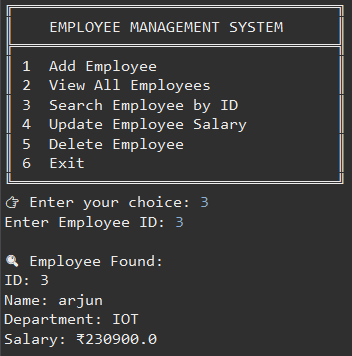 EMPLOYEE MANAGEMENT SYSTEM
1 Add Employee
2 View All Employees
3 Search Employee by ID
4 Update Employee Salary
5 Delete Employee
6 Exit
👉 Enter your choice: 3
Enter Employee ID: 3
🔍 Employee Found:
ID: 3
Name: arjun
Department: IOT
Salary: ₹230900.0